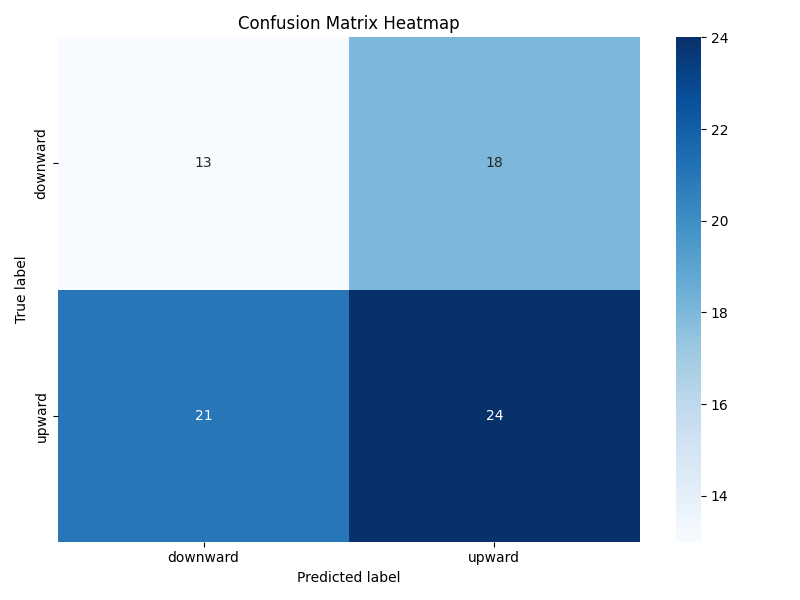 Confusion Matrix Heatmap
True label
downward
upward
13
18
21
24
downward
upward
Predicted label
24
22
20
18
16
14